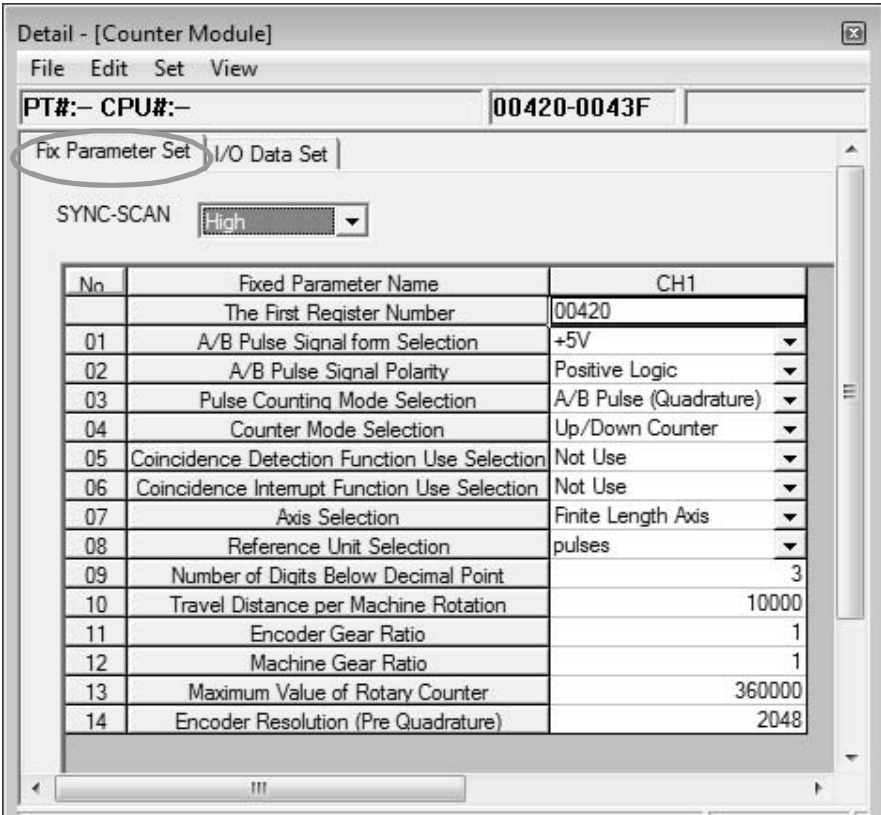 Detail - [Counter Module]
File Edit Set View
PT#:– CPU#:– 00420-0043F
Fix Parameter Set I/O Data Set
SYNC-SCAN High
No Fixed Parameter Name CH1
The First Register Number 00420
01 A/B Pulse Signal form Selection +5V
02 A/B Pulse Signal Polarity Positive Logic
03 Pulse Counting Mode Selection A/B Pulse (Quadrature)
04 Counter Mode Selection Up/Down Counter
05 Coincidence Detection Function Use Selection Not Use
06 Coincidence Interrupt Function Use Selection Not Use
07 Axis Selection Finite Length Axis
08 Reference Unit Selection pulses
09 Number of Digits Below Decimal Point 3
10 Travel Distance per Machine Rotation 10000
11 Encoder Gear Ratio 1
12 Machine Gear Ratio 1
13 Maximum Value of Rotary Counter 360000
14 Encoder Resolution (Pre Quadrature) 2048